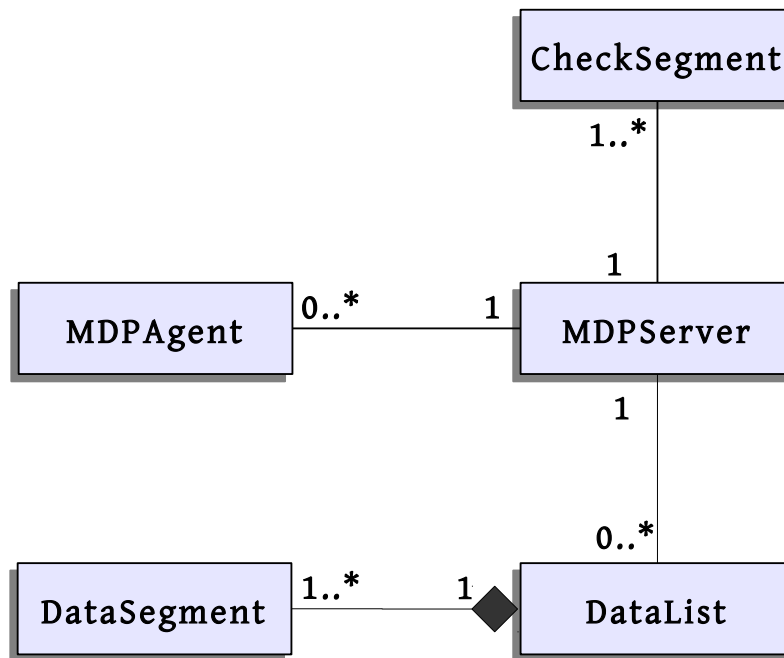 CheckSegment
1..*
1
MDPAgent
0..*
1
MDPServer
1
0..*
DataSegment
1..*
1
DataList